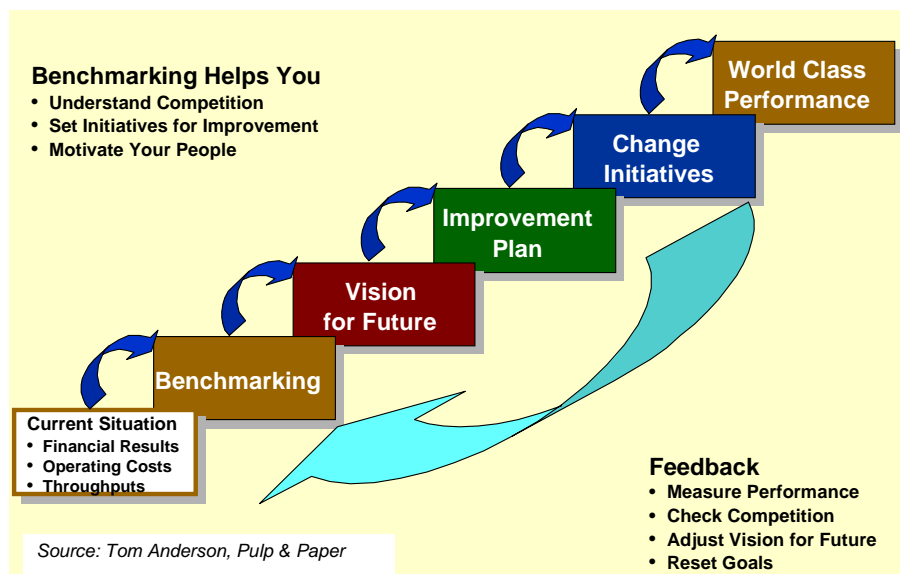 Benchmarking Helps You
• Understand Competition
• Set Initiatives for Improvement
• Motivate Your People
World Class
Performance
Change
Initiatives
Improvement
Plan
Vision
for Future
Benchmarking
Current Situation
• Financial Results
• Operating Costs
• Throughputs
Feedback
• Measure Performance
• Check Competition
• Adjust Vision for Future
• Reset Goals
Source: Tom Anderson, Pulp & Paper